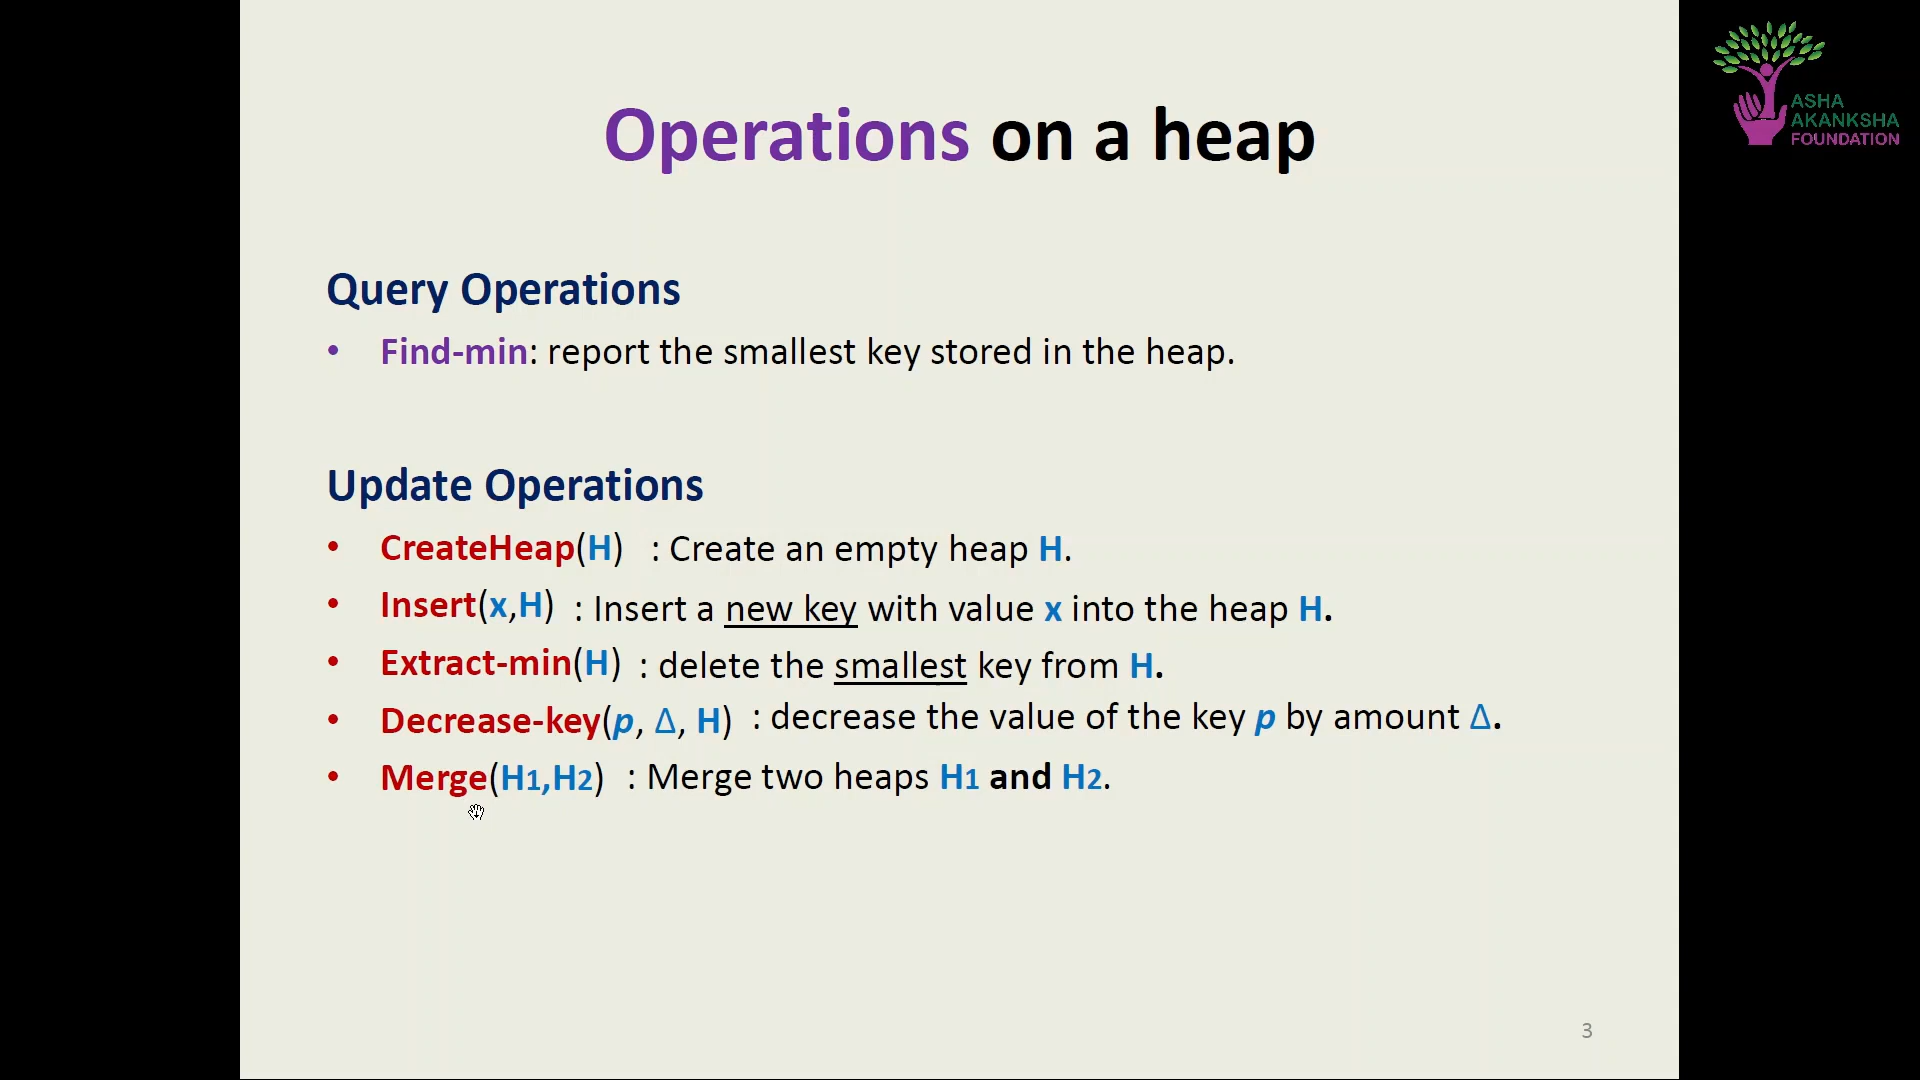 ASHA
AKANKSHA
FOUNDATION
Operations on a heap
Query Operations
• Find-min: report the smallest key stored in the heap.
Update Operations
• CreateHeap(H) : Create an empty heap H.
• Insert(x,H) : Insert a new key with value x into the heap H.
• Extract-min(H) : delete the smallest key from H.
• Decrease-key(p, Δ, H) : decrease the value of the key p by amount Δ.
• Merge(H1,H2) : Merge two heaps H1 and H2.
3